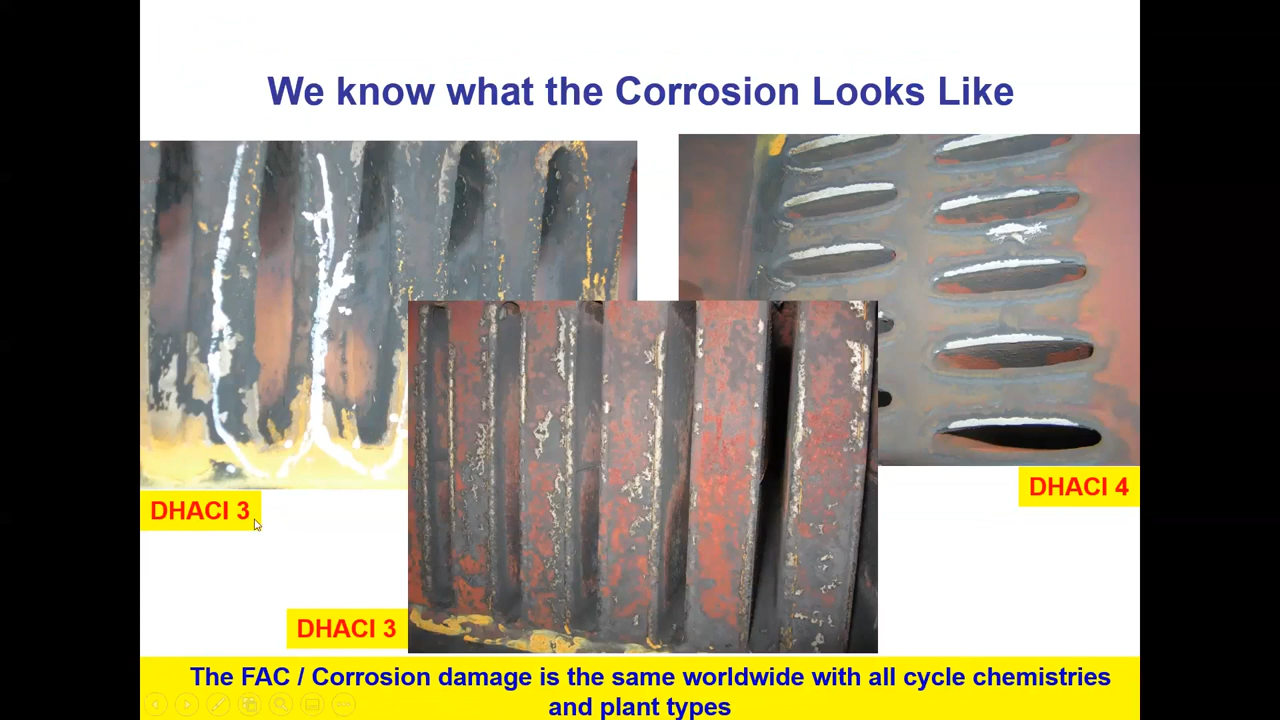 We know what the Corrosion Looks Like
DHACI 3
DHACI 4
DHACI 3
The FAC / Corrosion damage is the same worldwide with all cycle chemistries
and plant types